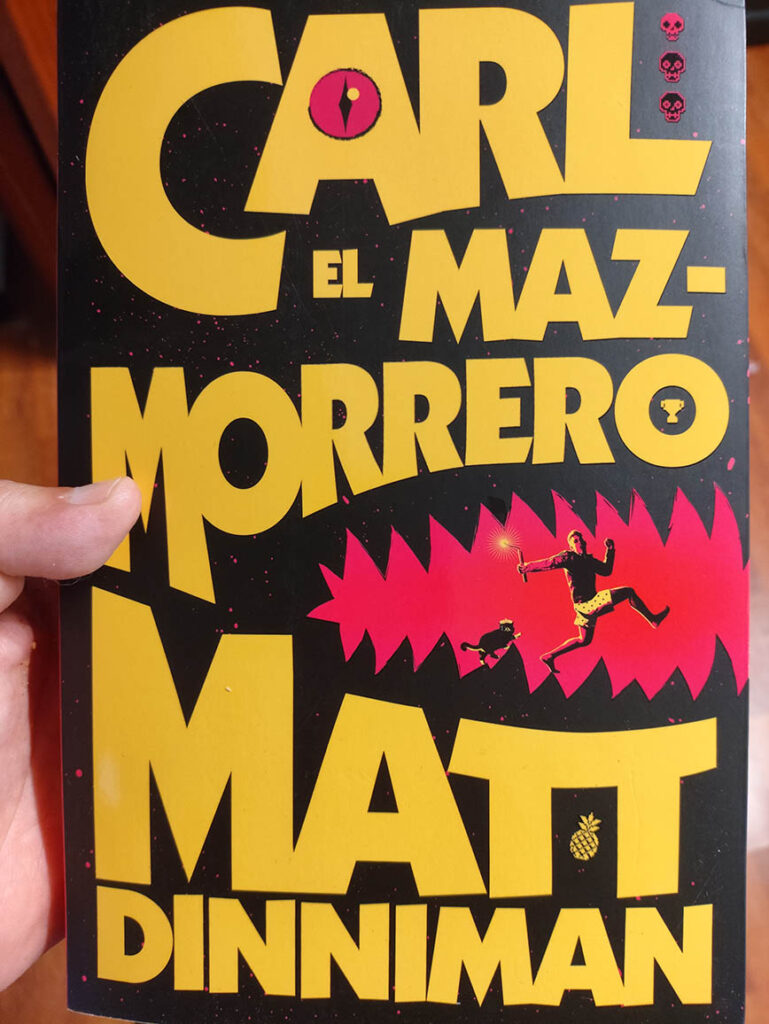 CARL
EL MAZ-
MORRERO
MATT
DINNIMAN